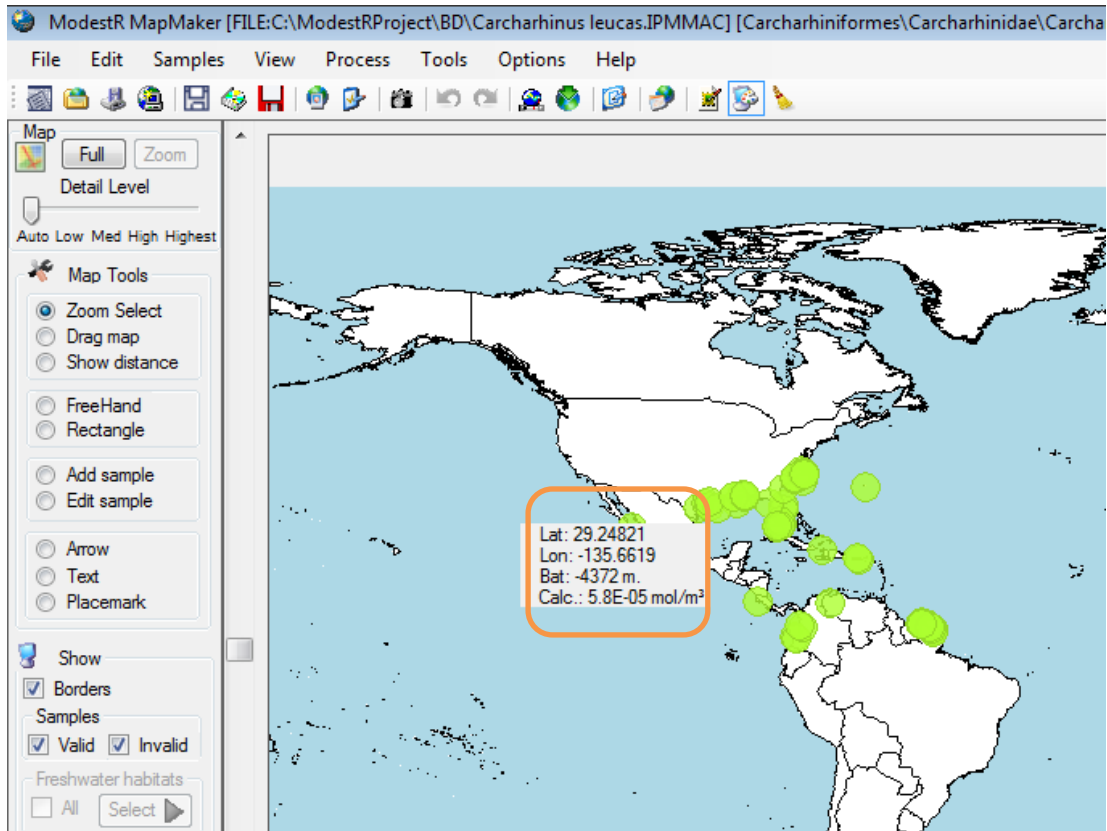 ModestR MapMaker [FILE:C:\ModestRProject\BD\Carcharhinus leucas.IPMMAC] [Carcharhiniformes\Carcharhinidae\Carcha
File Edit Samples View Process Tools Options Help
Map
Full Zoom
Detail Level
Auto Low Med High Highest
Map Tools
Zoom Select
Drag map
Show distance
FreeHand
Rectangle
Add sample
Edit sample
Arrow
Text
Placemark
Show
Borders
Samples
Valid Invalid
Freshwater habitats
All Select
Lat: 29.24821
Lon: -135.6619
Bat: -4372 m.
Calc.: 5.8E-05 mol/m³